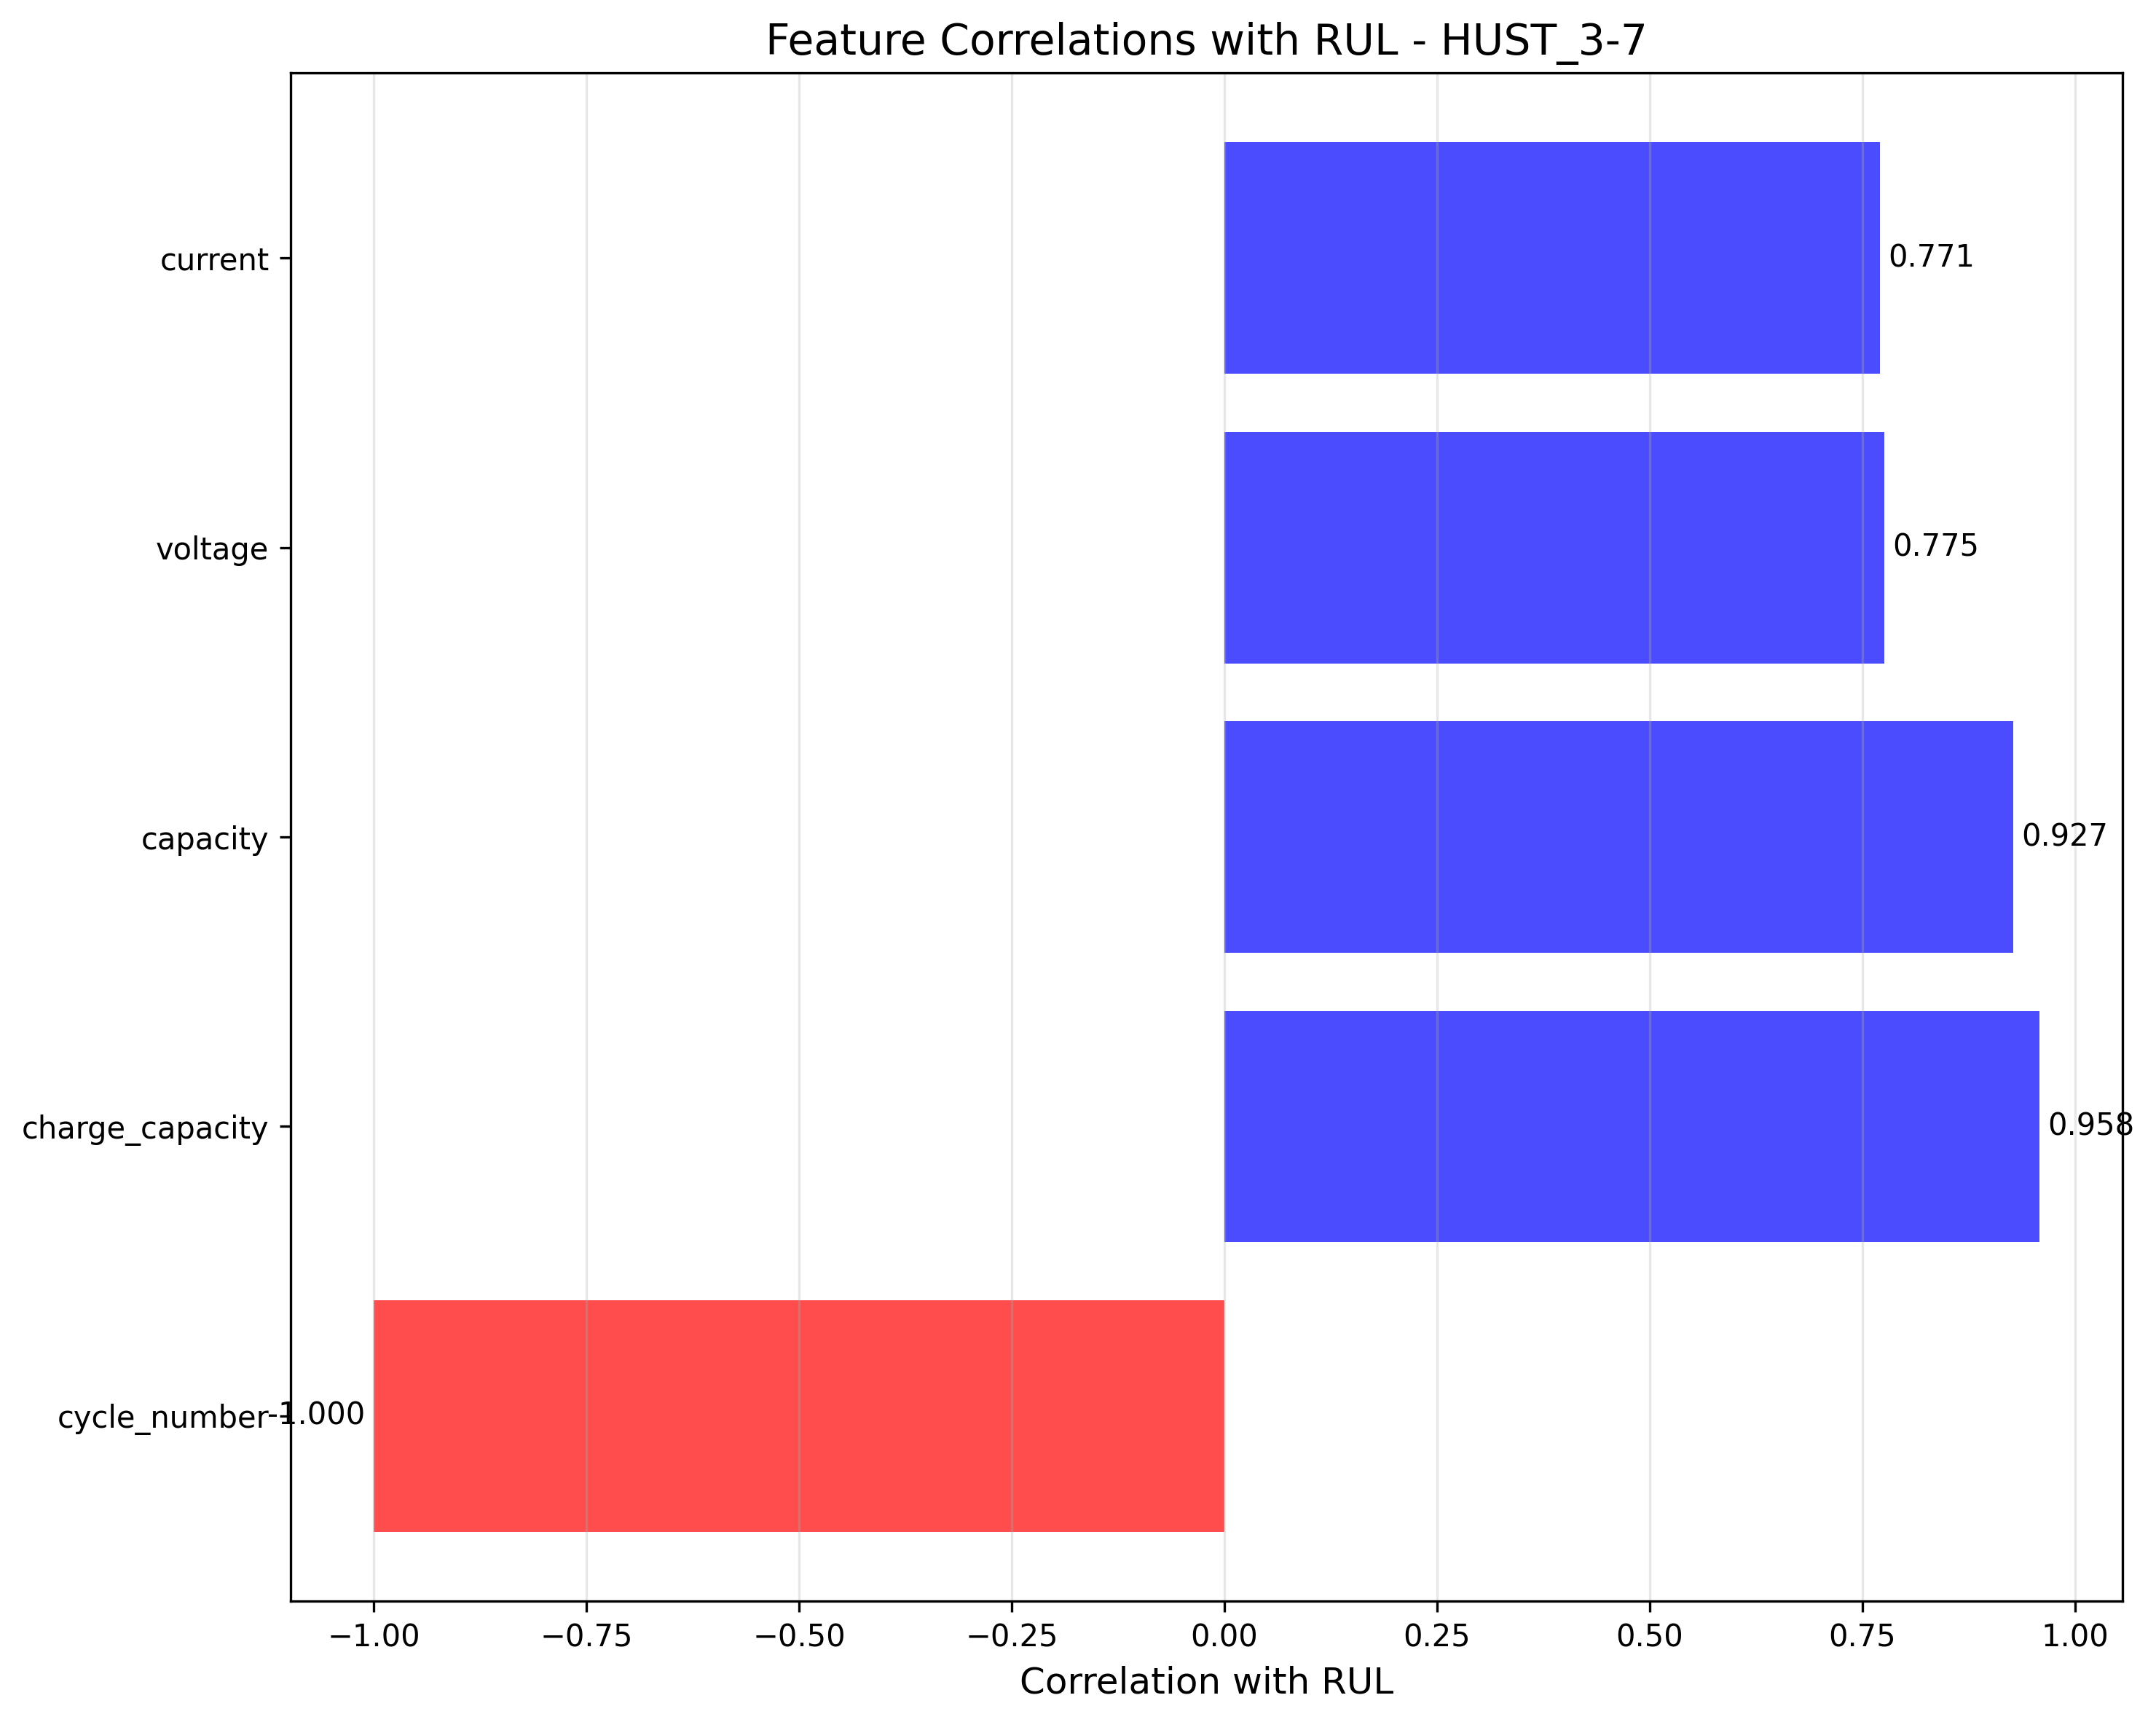 Feature Correlations with RUL - HUST_3-7
current
0.771
voltage
0.775
capacity
0.927
charge_capacity
0.958
cycle_number
-1.000
−1.00 −0.75 −0.50 −0.25 0.00 0.25 0.50 0.75 1.00
Correlation with RUL